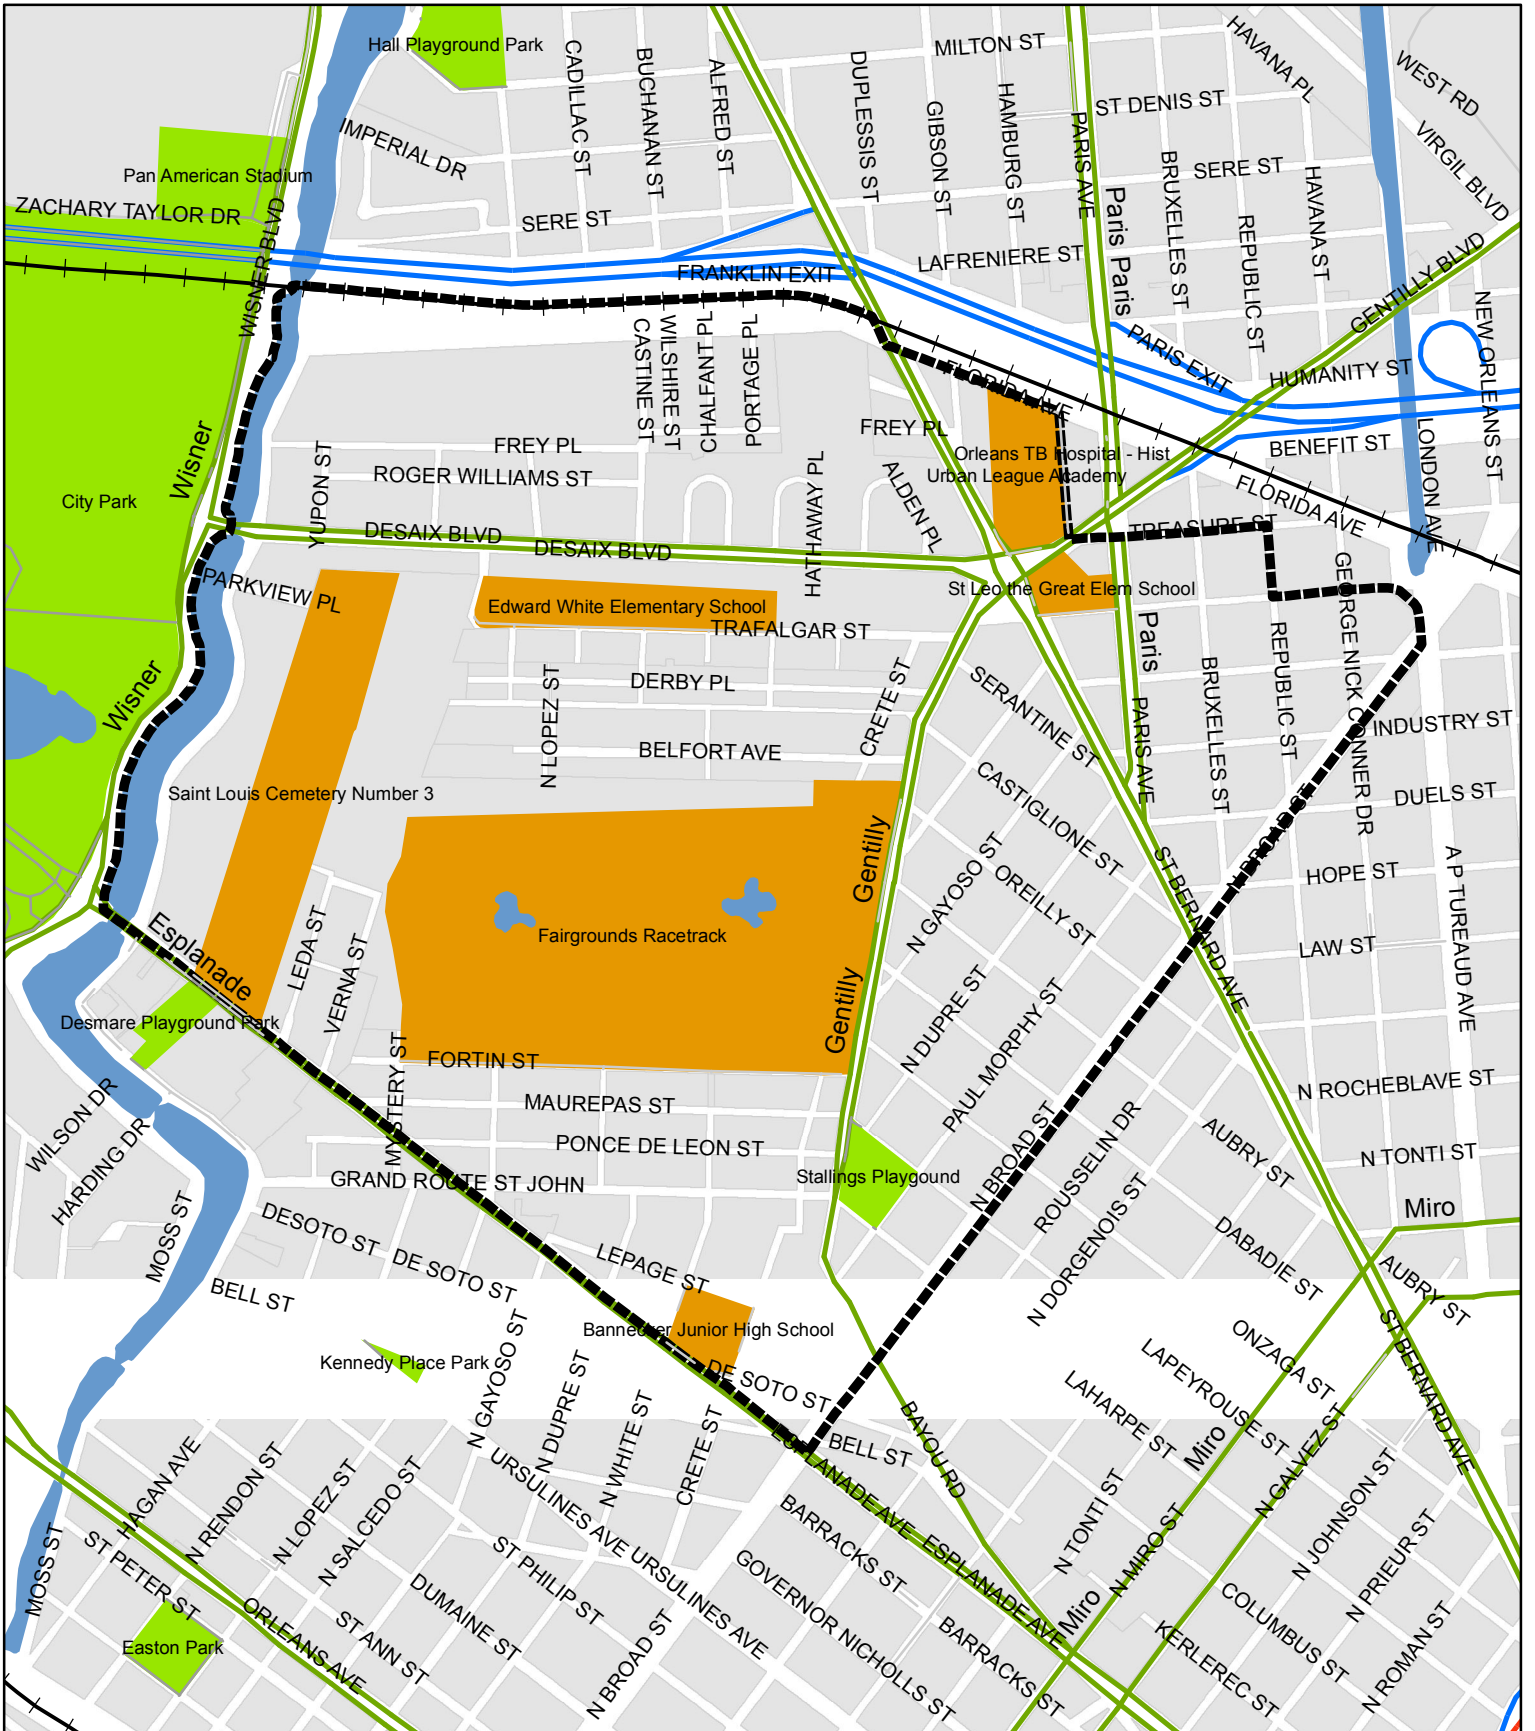 Hall Playground Park
CADILLAC ST
BUCHANAN ST
ALFRED ST
DUPLESSIS ST
MILTON ST
GIBSON ST
HAMBURG ST
PARIS AVE
ST DENIS ST
HAVANA PL
WEST RD
VIRGIL BLVD
IMPERIAL DR
Pan American Stadium
ZACHARY TAYLOR DR
WISNER BLVD
SERE ST
SERE ST
BRUXELLES ST
REPUBLIC ST
HAVANA ST
Paris
Paris
LAFRENIERE ST
FRANKLIN EXIT
GENTILLY BLVD
NEW ORLEANS ST
CASTINE ST
WILSHIRE ST
CHALFANT PL
PORTAGE PL
FLORIDA AVE
PARIS EXIT
HUMANITY ST
Wisner
City Park
YUPON ST
FREY PL
ROGER WILLIAMS ST
FREY PL
HATHAWAY PL
ALDEN PL
Orleans TB Hospital - Hist
Urban League Academy
BENEFIT ST
FLORIDA AVE
LONDON AVE
DESAIX BLVD
DESAIX BLVD
TREASURE ST
PARKVIEW PL
Edward White Elementary School
St Leo the Great Elem School
TRAFALGAR ST
GEORGE NICK CONNER DR
Paris
Wisner
N LOPEZ ST
DERBY PL
CRETE ST
SERANTINE ST
BRUXELLES ST
REPUBLIC ST
PARIS AVE
INDUSTRY ST
BELFORT AVE
Saint Louis Cemetery Number 3
CASTIGLIONE ST
DUELS ST
N BROAD ST
Gentilly
N GAYOSO ST
OREILLY ST
ST BERNARD AVE
HOPE ST
A P TUREAUD AVE
Esplanade
LEDA ST
VERNA ST
Fairgrounds Racetrack
LAW ST
Gentilly
N DUPRE ST
PAUL MORPHY ST
Desmare Playground Park
MYSTERY ST
FORTIN ST
MAUREPAS ST
PONCE DE LEON ST
N ROCHEBLAVE ST
WILSON DR
HARDING DR
N BROAD ST
ROUSSELIN DR
AUBRY ST
N TONTI ST
GRAND ROUTE ST JOHN
Stallings Playgound
N DORGENOIS ST
Miro
MOSS ST
DESOTO ST
DE SOTO ST
LEPAGE ST
DABADIE ST
AUBRY ST
BELL ST
Bannecker Junior High School
N GAYOSO ST
Kennedy Place Park
N DUPRE ST
DE SOTO ST
ONZAGA ST
LAPEYROUSE ST
LAHARPE ST
ST BERNARD AVE
N WHITE ST
CRETE ST
BELL ST
BAYOU RD
Miro
N GALVEZ ST
HAGAN AVE
N RENDON ST
N LOPEZ ST
N SALCEDO ST
URSULINES AVE
URSULINES AVE
ESPLANADE AVE
ESPLANADE AVE
BARRACKS ST
N TONTI ST
N MIRO ST
N JOHNSON ST
N PRIEUR ST
MOSS ST
ST PETER ST
ST PHILIP ST
DUMAINE ST
GOVERNOR NICHOLLS ST
Miro
COLUMBUS ST
ORLEANS AVE
ST ANN ST
N BROAD ST
BARRACKS ST
KERLEREC ST
N ROMAN ST
Easton Park